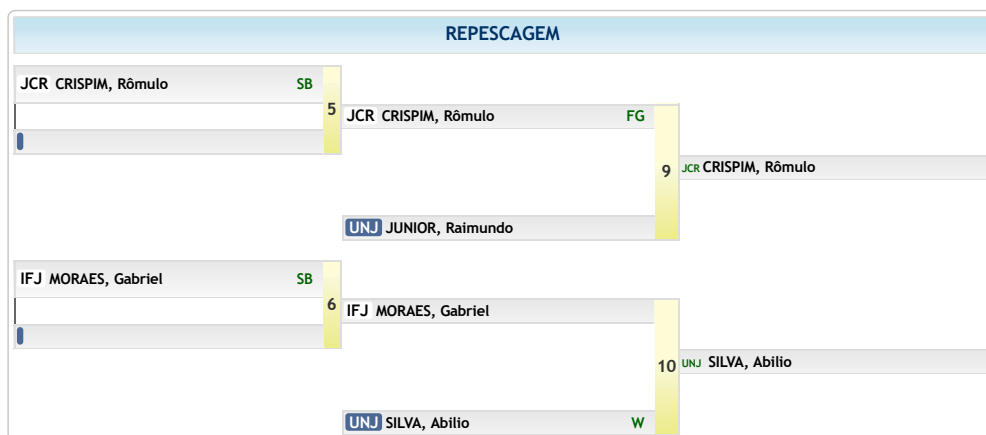 REPESCAGEM
JCR CRISPIM, Rômulo SB
5
JCR CRISPIM, Rômulo FG
9
JCR CRISPIM, Rômulo
UNJ JUNIOR, Raimundo
IFJ MORAES, Gabriel SB
6
IFJ MORAES, Gabriel
10
UNJ SILVA, Abilio
UNJ SILVA, Abilio W